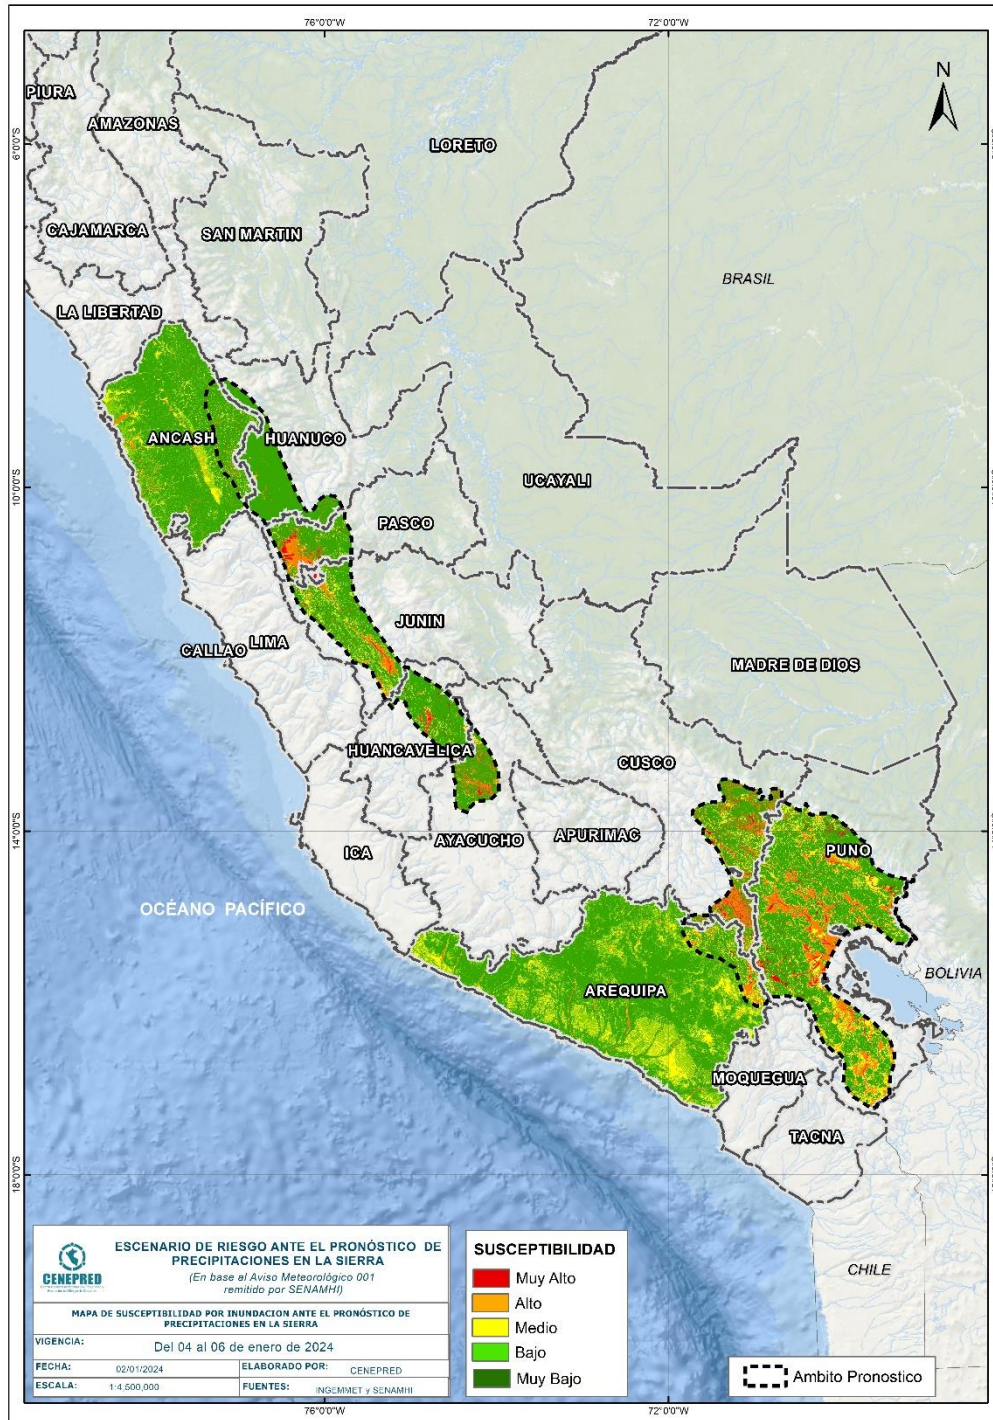 76°0'0"W 72°0'0"W
N
PIURA
AMAZONAS
LORETO
6°0'0"S
CAJAMARCA
SAN MARTIN
BRASIL
LA LIBERTAD
ANCASH
HUANUCO
10°0'0"S
UCAYALI
PASCO
JUNIN
LIMA
CALLAO
MADRE DE DIOS
HUANCAVELICA
CUSCO
14°0'0"S
AYACUCHO
APURIMAC
PUNO
ICA
OCÉANO PACÍFICO
BOLIVIA
AREQUIPA
MOQUEGUA
TACNA
18°0'0"S
CHILE
CENEPRED
ESCENARIO DE RIESGO ANTE EL PRONÓSTICO DE
PRECIPITACIONES EN LA SIERRA
(En base al Aviso Meteorológico 001
remitido por SENAMHI)
MAPA DE SUSCEPTIBILIDAD POR INUNDACION ANTE EL PRONÓSTICO DE
PRECIPITACIONES EN LA SIERRA
VIGENCIA: Del 04 al 06 de enero de 2024
FECHA: 02/01/2024 ELABORADO POR: CENEPRED
ESCALA: 1:4,500,000 FUENTES: INGEMMET y SENAMHI
SUSCEPTIBILIDAD
Muy Alto
Alto
Medio
Bajo
Muy Bajo
Ambito Pronostico
76°0'0"W 72°0'0"W